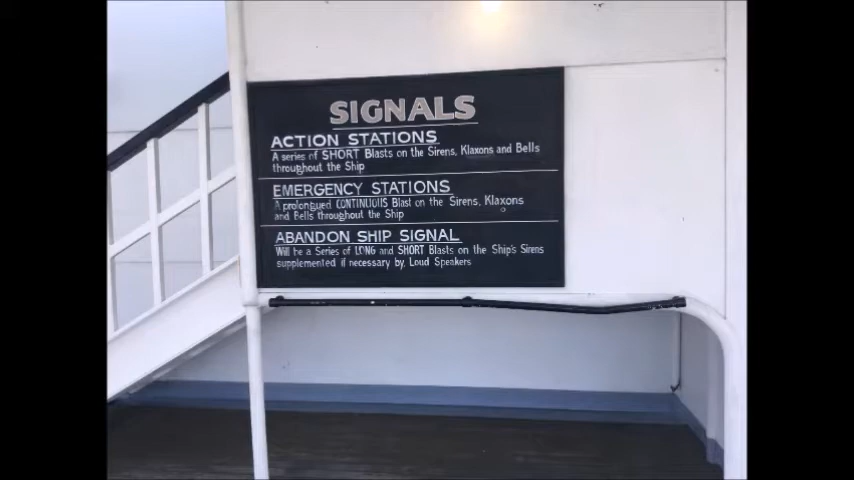 SIGNALS
ACTION STATIONS
A series of SHORT Blasts on the Sirens, Klaxons and Bells
throughout the Ship
EMERGENCY STATIONS
A prolongued CONTINUOUS Blast on the Sirens, Klaxons
and Bells throughout the Ship
ABANDON SHIP SIGNAL
Will be a Series of LONG and SHORT Blasts on the Ship's Sirens
supplemented if necessary by Loud Speakers